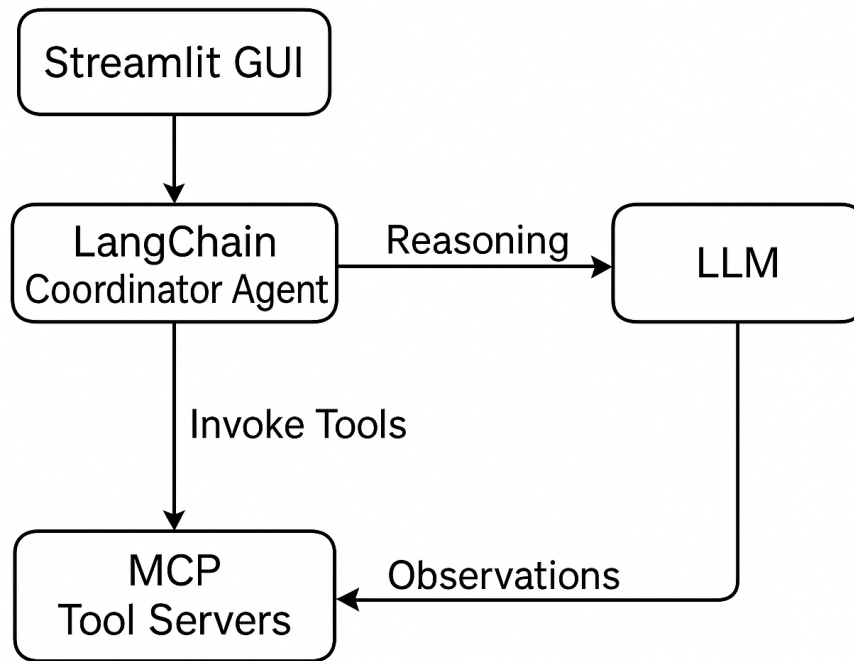 Streamlit GUI
LangChain
Coordinator Agent
Reasoning
LLM
Invoke Tools
MCP
Tool Servers
Observations